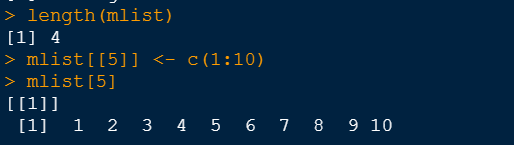 > length(mlist)
[1] 4
> mlist[[5]] <- c(1:10)
> mlist[5]
[[1]]
 [1]  1  2  3  4  5  6  7  8  9 10